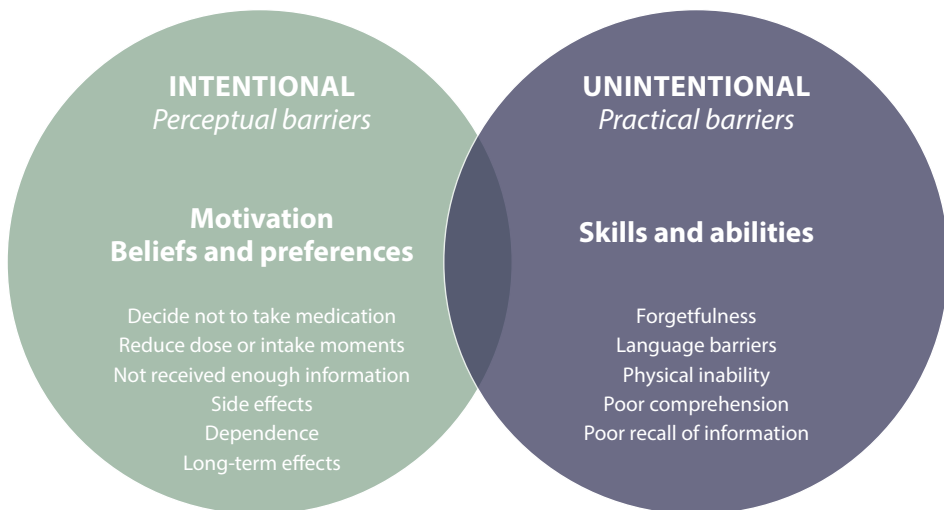 INTENTIONAL
Perceptual barriers
Motivation
Beliefs and preferences
Decide not to take medication
Reduce dose or intake moments
Not received enough information
Side effects
Dependence
Long-term effects
UNINTENTIONAL
Practical barriers
Skills and abilities
Forgetfulness
Language barriers
Physical inability
Poor comprehension
Poor recall of information